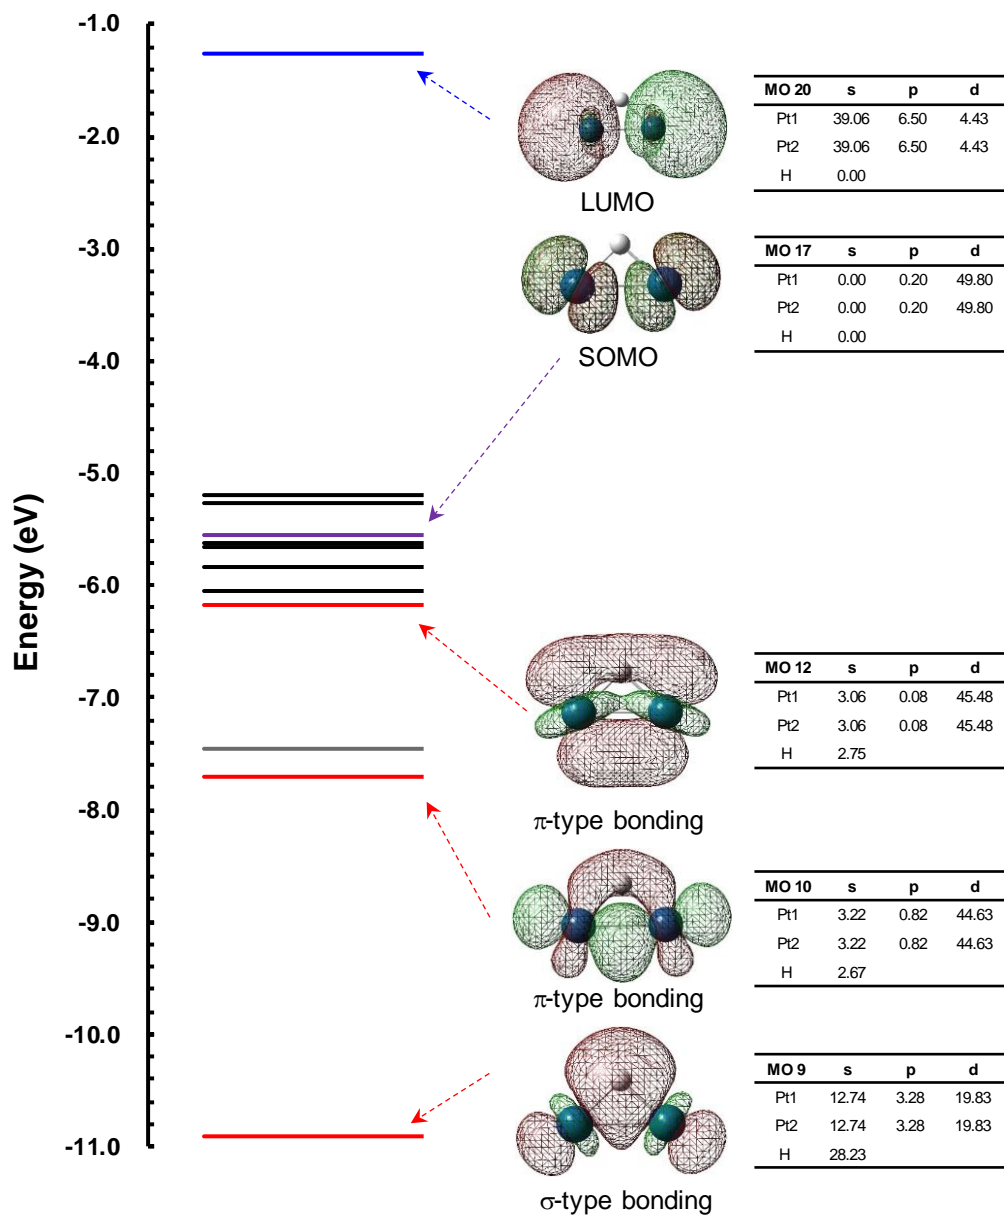 Energy (eV)
-1.0
-2.0
-3.0
-4.0
-5.0
-6.0
-7.0
-8.0
-9.0
-10.0
-11.0
LUMO
MO 20 s p d
Pt1 39.06 6.50 4.43
Pt2 39.06 6.50 4.43
H 0.00
SOMO
MO 17 s p d
Pt1 0.00 0.20 49.80
Pt2 0.00 0.20 49.80
H 0.00
π-type bonding
MO 12 s p d
Pt1 3.06 0.08 45.48
Pt2 3.06 0.08 45.48
H 2.75
π-type bonding
MO 10 s p d
Pt1 3.22 0.82 44.63
Pt2 3.22 0.82 44.63
H 2.67
σ-type bonding
MO 9 s p d
Pt1 12.74 3.28 19.83
Pt2 12.74 3.28 19.83
H 28.23